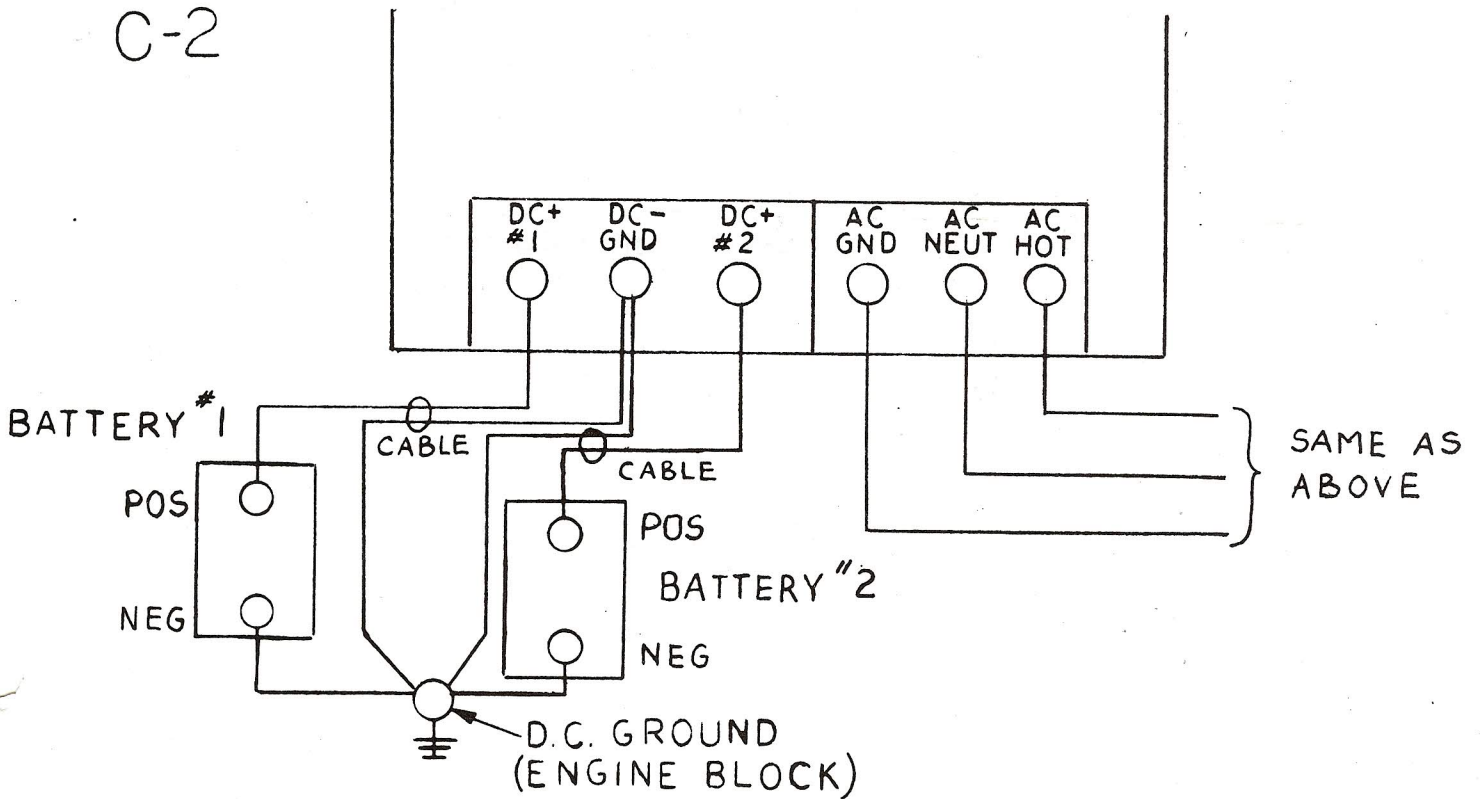 C-2
DC+
#1
DC-
GND
DC+
#2
AC
GND
AC
NEUT
AC
HOT
BATTERY #1
CABLE
CABLE
POS
NEG
POS
BATTERY #2
NEG
SAME AS
ABOVE
D.C. GROUND
(ENGINE BLOCK)